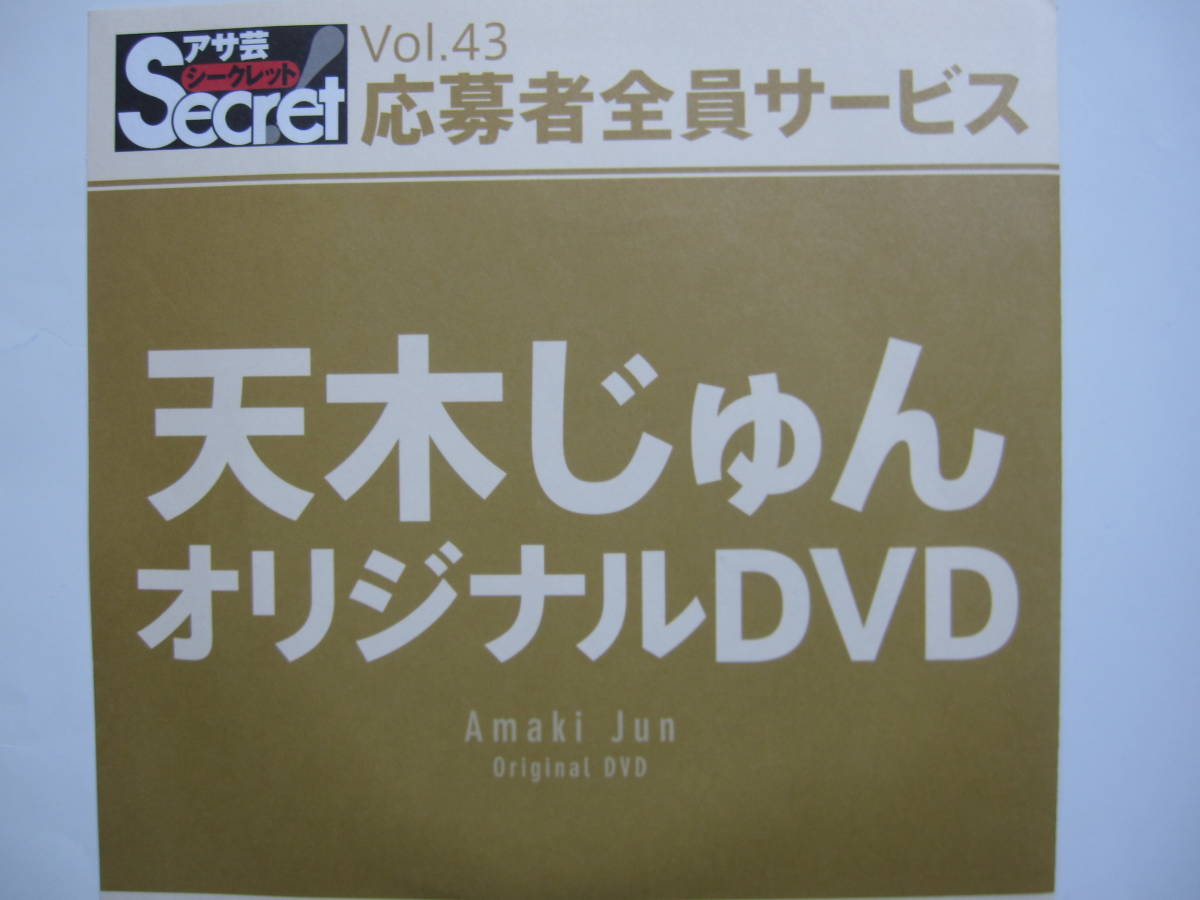 アサ芸
シークレット
Secret!
Vol.43
応募者全員サービス
天木じゅん
オリジナルDVD
Amaki Jun
Original DVD